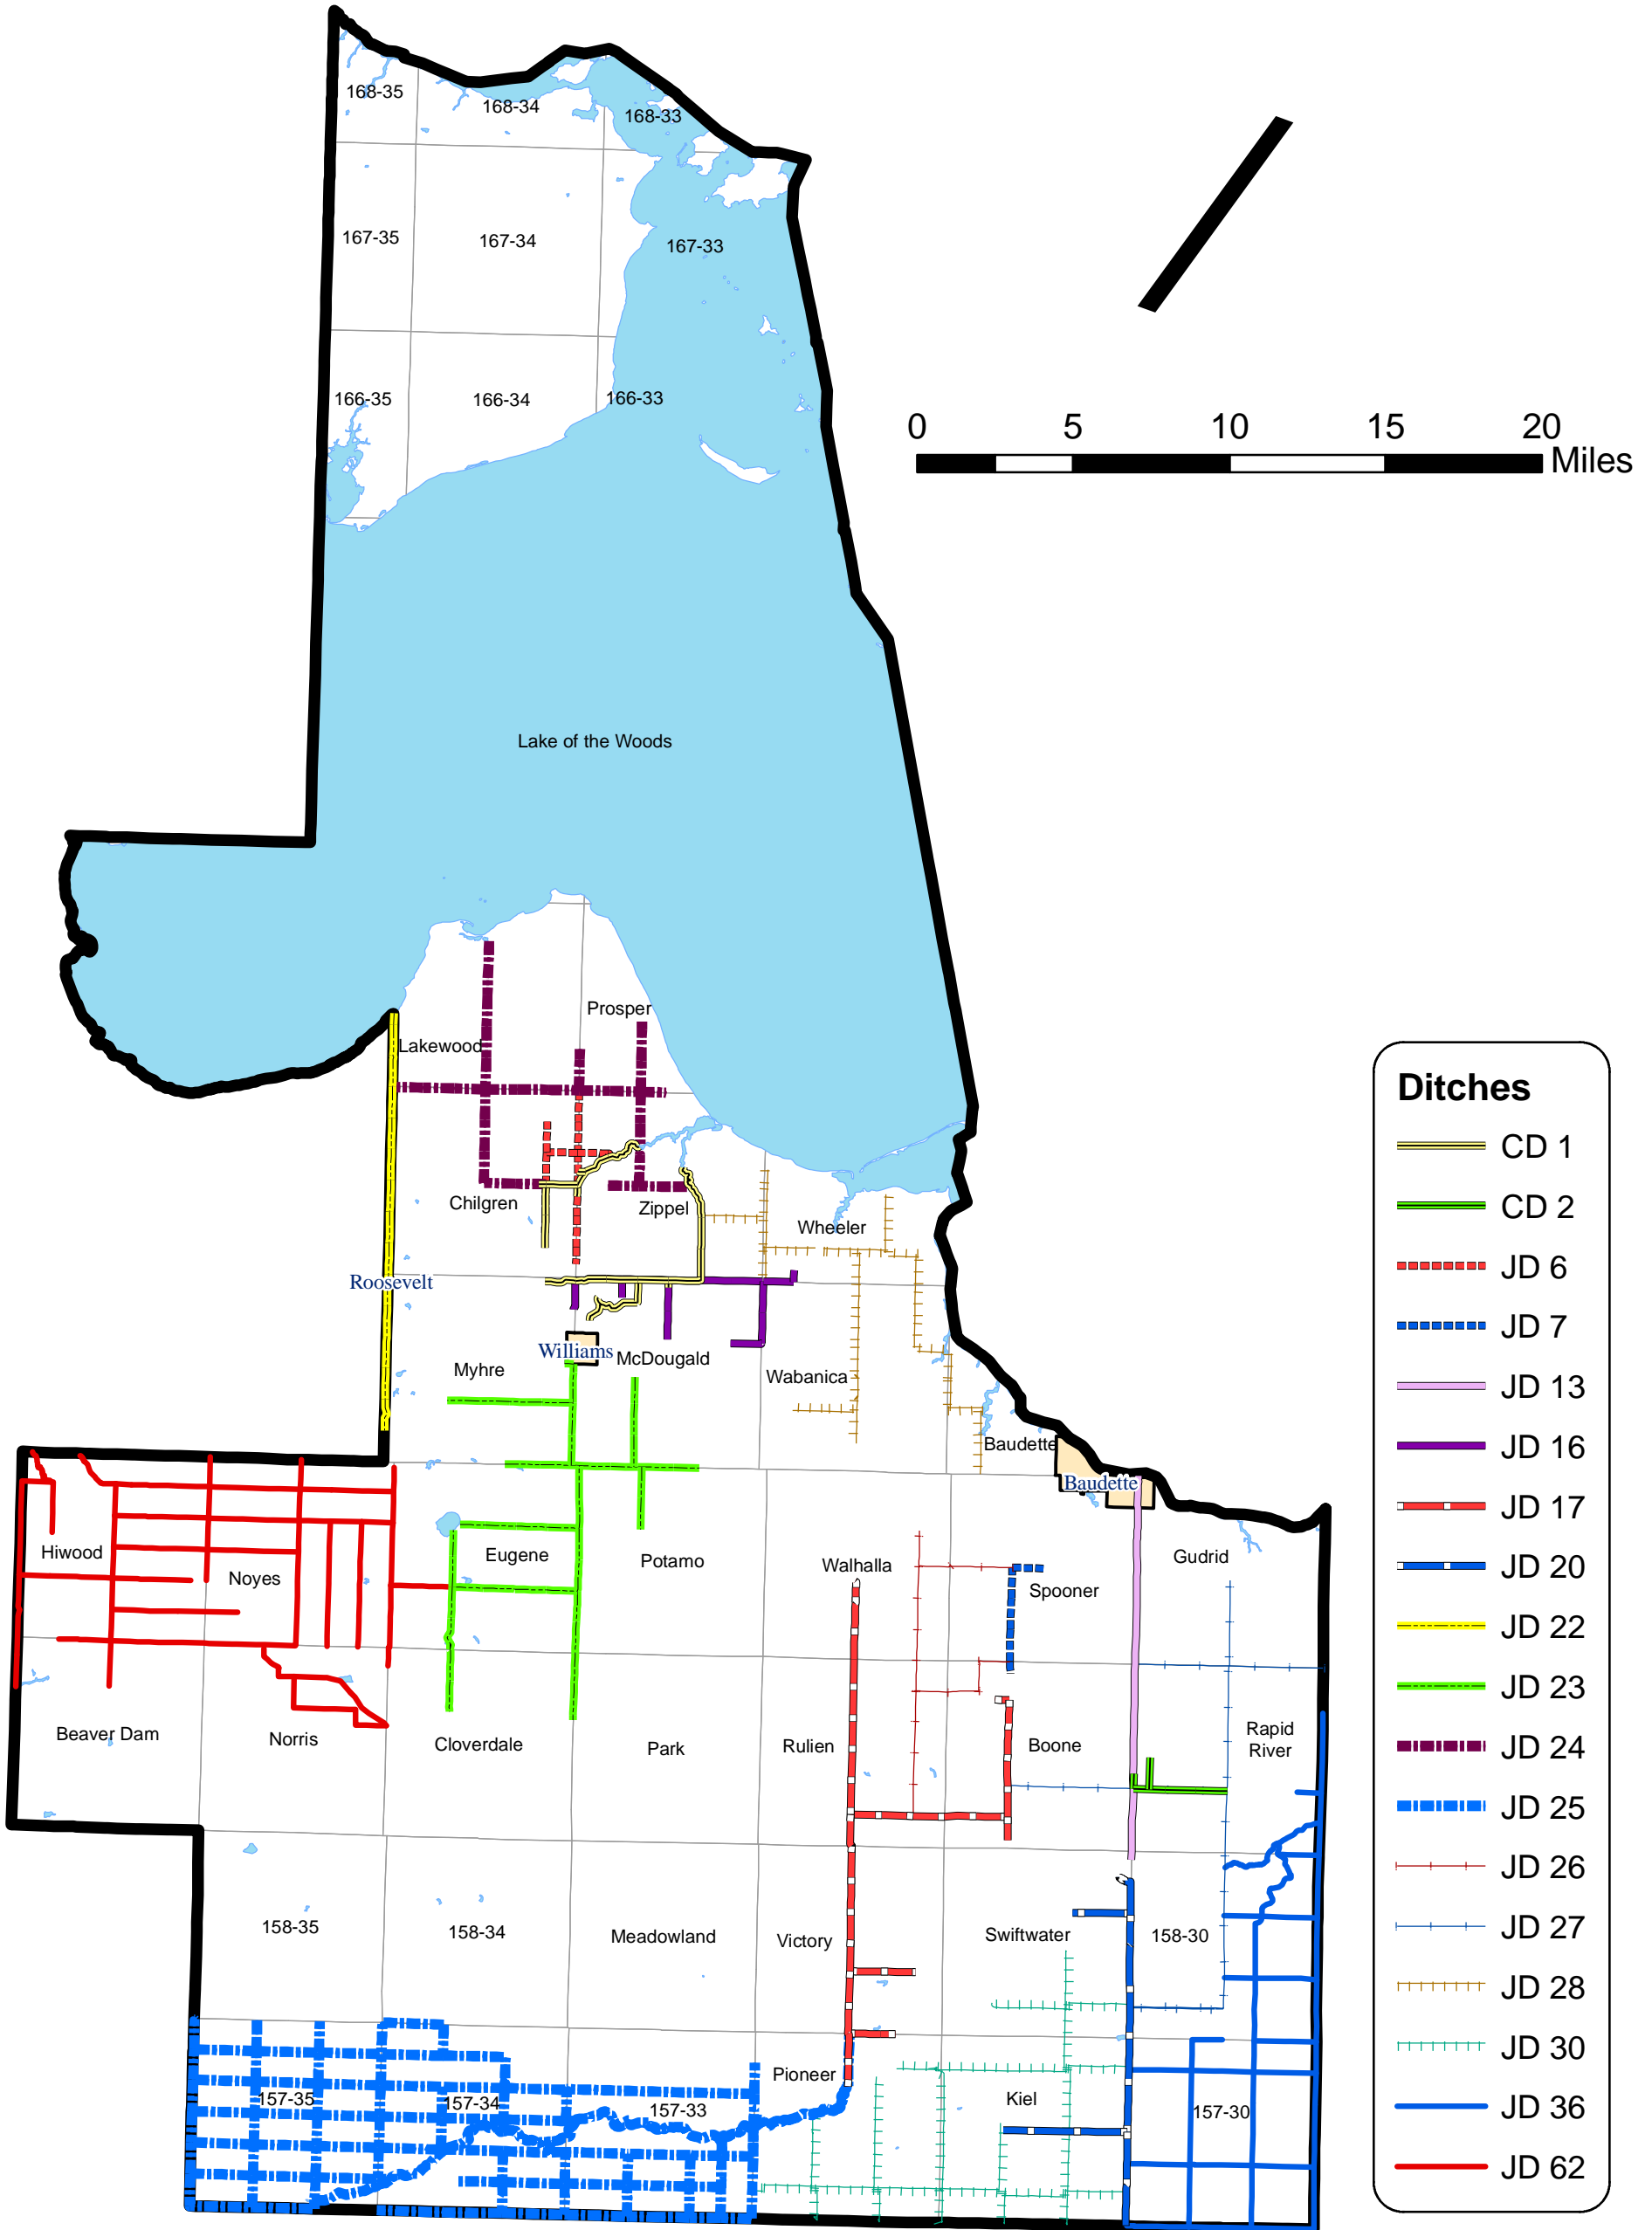 168-35
168-34
168-33
167-35
167-34
167-33
166-35
166-34
166-33
0 5 10 15 20
Miles
Lake of the Woods
Prosper
Lakewood
Chilgren
Zippel
Wheeler
Roosevelt
Williams
McDougald
Myhre
Wabanica
Baudette
Baudette
Hiwood
Noyes
Eugene
Potamo
Walhalla
Spooner
Gudrid
Beaver Dam
Norris
Cloverdale
Park
Rulien
Boone
Rapid
River
158-35
158-34
Meadowland
Victory
Swiftwater
158-30
Pioneer
157-35
157-34
157-33
Kiel
157-30
Ditches
CD 1
CD 2
JD 6
JD 7
JD 13
JD 16
JD 17
JD 20
JD 22
JD 23
JD 24
JD 25
JD 26
JD 27
JD 28
JD 30
JD 36
JD 62